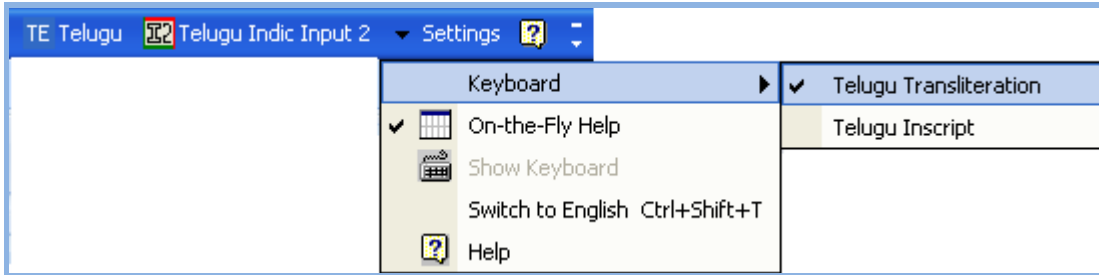 TE Telugu Telugu Indic Input 2 Settings
Keyboard Telugu Transliteration
On-the-Fly Help Telugu Inscript
Show Keyboard
Switch to English Ctrl+Shift+T
Help